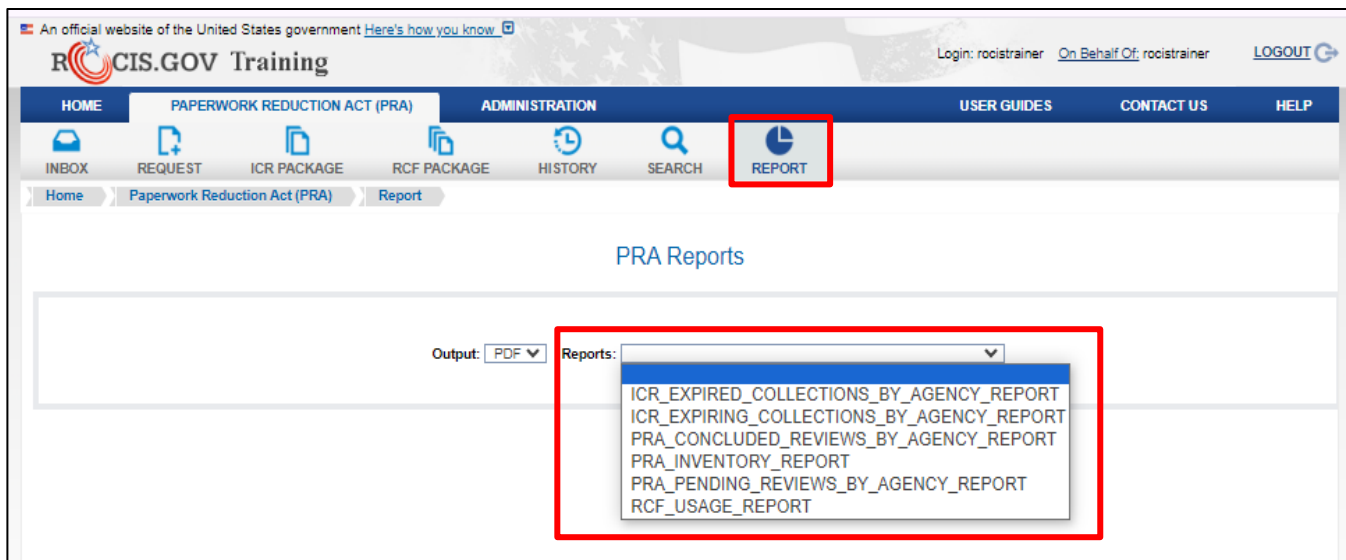 An official website of the United States government Here's how you know
ROCIS.GOV Training
Login: rocistrainer On Behalf Of: rocistrainer LOGOUT
HOME PAPERWORK REDUCTION ACT (PRA) ADMINISTRATION USER GUIDES CONTACT US HELP
INBOX REQUEST ICR PACKAGE RCF PACKAGE HISTORY SEARCH REPORT
Home Paperwork Reduction Act (PRA) Report
PRA Reports
Output: PDF Reports:
ICR_EXPIRED_COLLECTIONS_BY_AGENCY_REPORT
ICR_EXPIRING_COLLECTIONS_BY_AGENCY_REPORT
PRA_CONCLUDED_REVIEWS_BY_AGENCY_REPORT
PRA_INVENTORY_REPORT
PRA_PENDING_REVIEWS_BY_AGENCY_REPORT
RCF_USAGE_REPORT